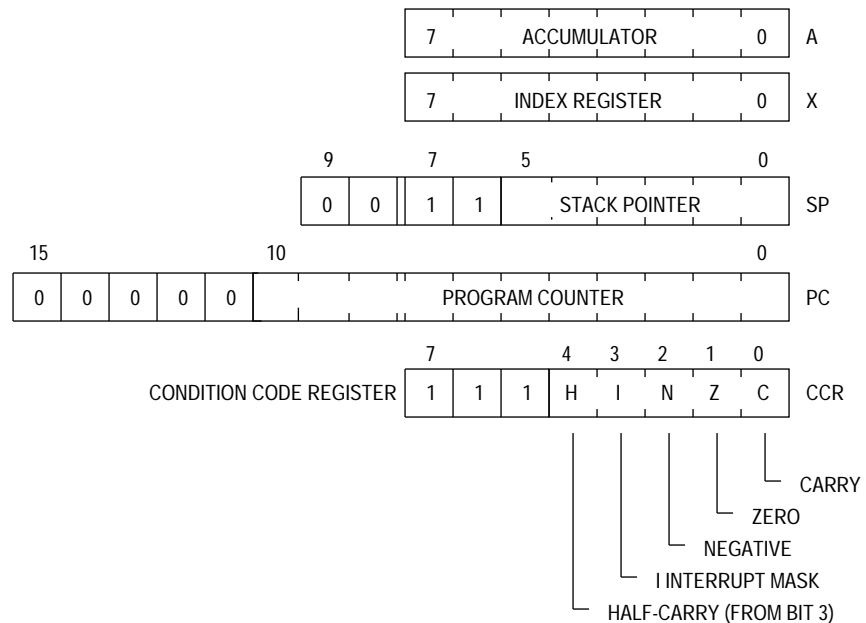 7 ACCUMULATOR 0 A
7 INDEX REGISTER 0 X
9 7 5 0
0 0 1 1 STACK POINTER SP
15 10 0
0 0 0 0 0 PROGRAM COUNTER PC
7 4 3 2 1 0
CONDITION CODE REGISTER 1 1 1 H I N Z C CCR
CARRY
ZERO
NEGATIVE
I INTERRUPT MASK
HALF-CARRY (FROM BIT 3)